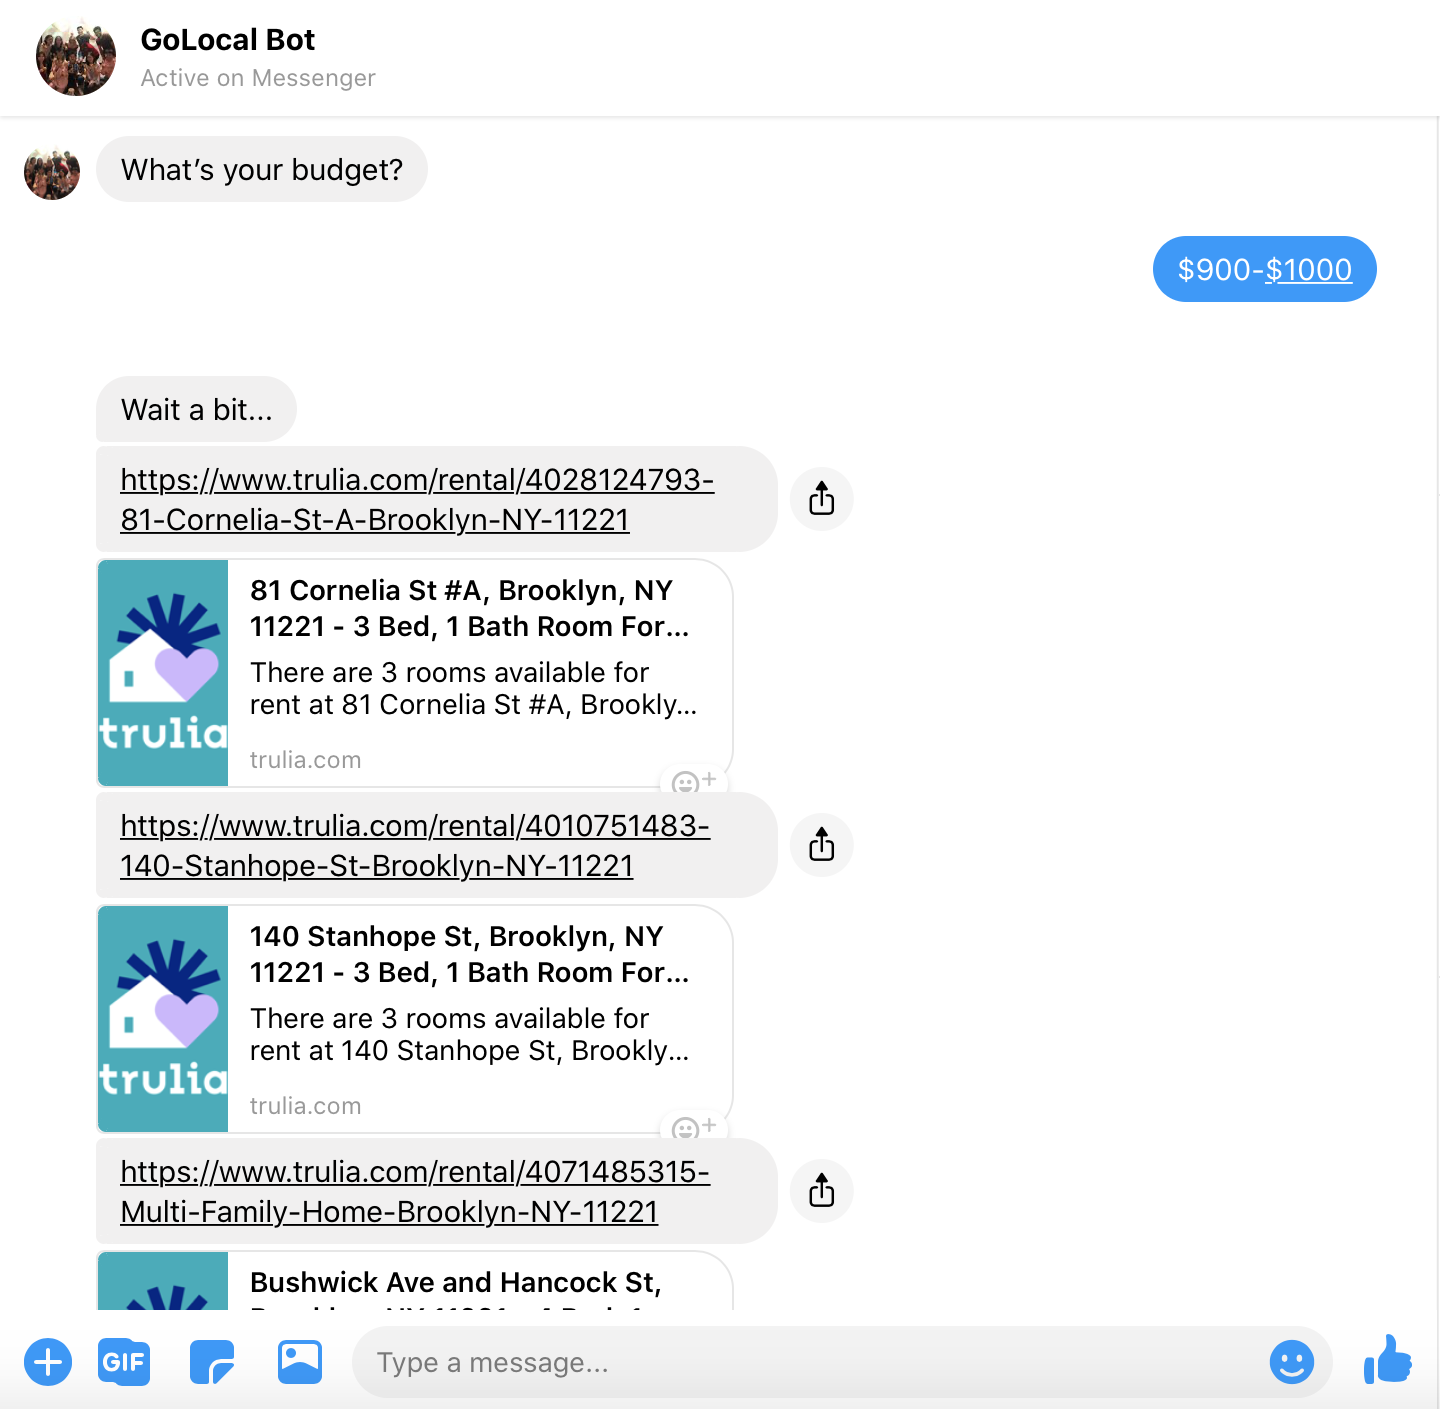 GoLocal Bot
Active on Messenger
What’s your budget?
$900-$1000
Wait a bit...
https://www.trulia.com/rental/4028124793-
81-Cornelia-St-A-Brooklyn-NY-11221
81 Cornelia St #A, Brooklyn, NY
11221 - 3 Bed, 1 Bath Room For...
There are 3 rooms available for
rent at 81 Cornelia St #A, Brookly...
trulia
trulia.com
https://www.trulia.com/rental/4010751483-
140-Stanhope-St-Brooklyn-NY-11221
140 Stanhope St, Brooklyn, NY
11221 - 3 Bed, 1 Bath Room For...
There are 3 rooms available for
rent at 140 Stanhope St, Brookly...
trulia
trulia.com
https://www.trulia.com/rental/4071485315-
Multi-Family-Home-Brooklyn-NY-11221
Bushwick Ave and Hancock St,
GIF
Type a message...